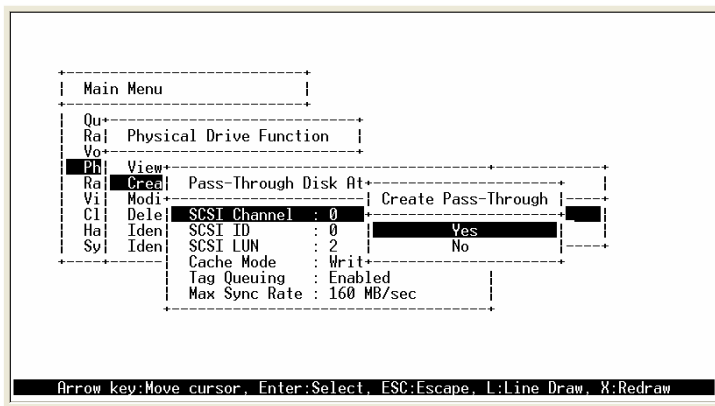 Main Menu
Qu
Ra Physical Drive Function
Vo
Ph View
Ra Crea Pass-Through Disk At
Vi Modi Create Pass-Through
Cl Dele SCSI Channel : 0
Ha Iden SCSI ID : 0 Yes
Sy Iden SCSI LUN : 2 No
Cache Mode : Writ
Tag Queuing : Enabled
Max Sync Rate : 160 MB/sec
Arrow key:Move cursor, Enter:Select, ESC:Escape, L:Line Draw, X:Redraw